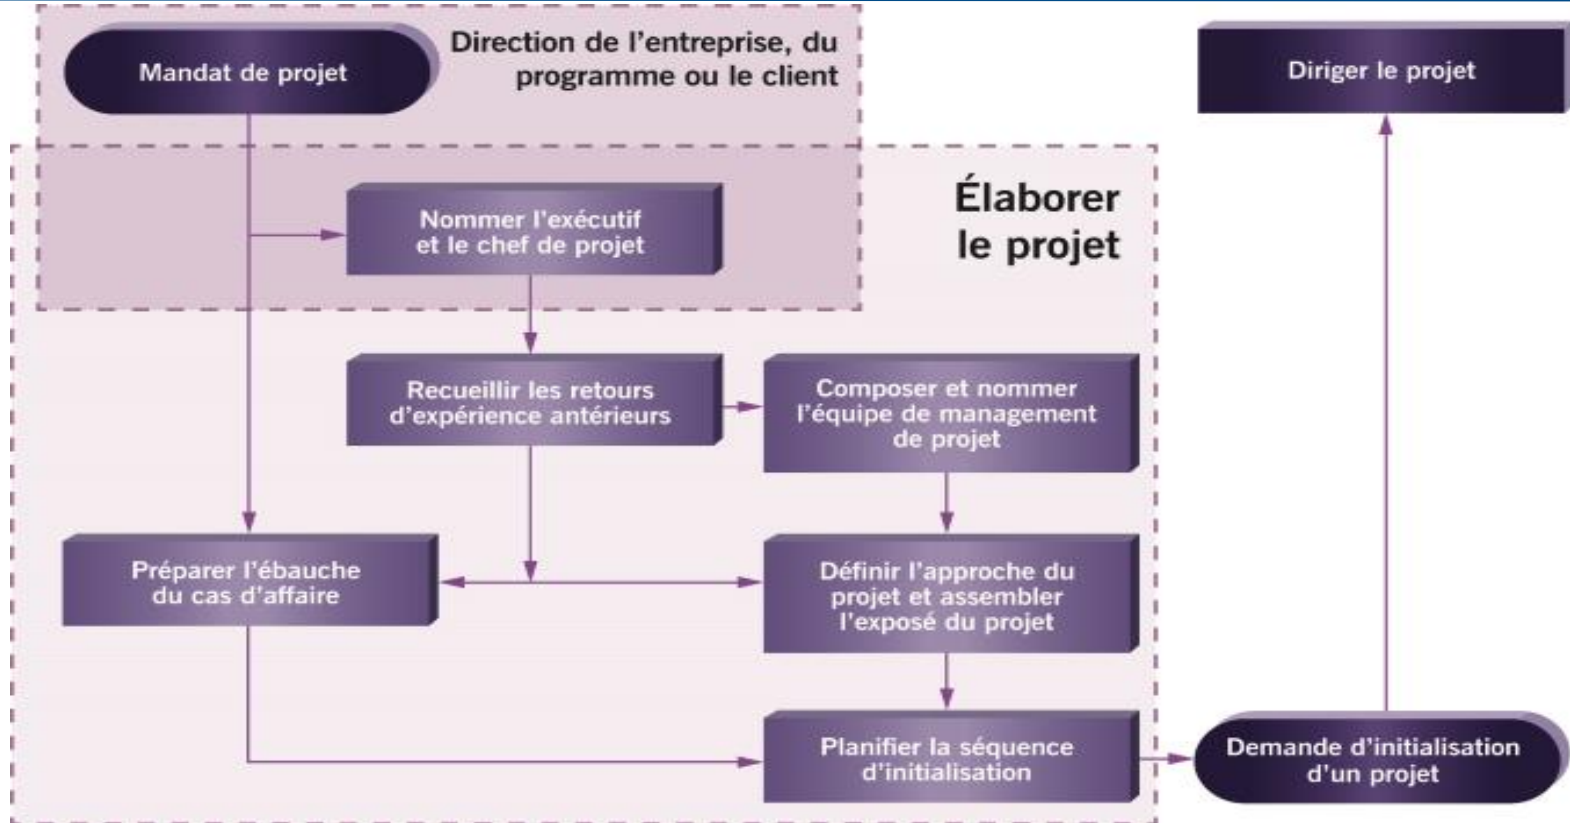 Mandat de projet
Direction de l'entreprise, du
programme ou le client
Diriger le projet
Élaborer
le projet
Nommer l'exécutif
et le chef de projet
Recueillir les retours
d'expérience antérieurs
Composer et nommer
l'équipe de management
de projet
Préparer l'ébauche
du cas d'affaire
Définir l'approche du
projet et assembler
l'exposé du projet
Planifier la séquence
d'initialisation
Demande d'initialisation
d'un projet